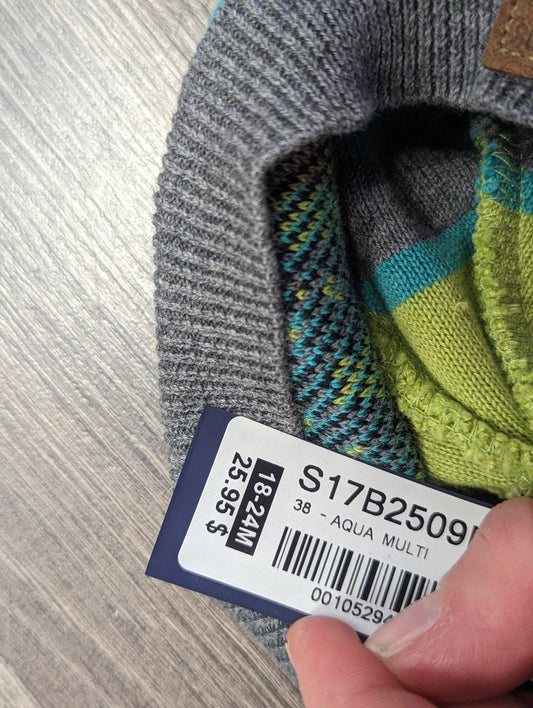 S17B2509
38 - AQUA MULTI
0010529
18-24M
25.95 $